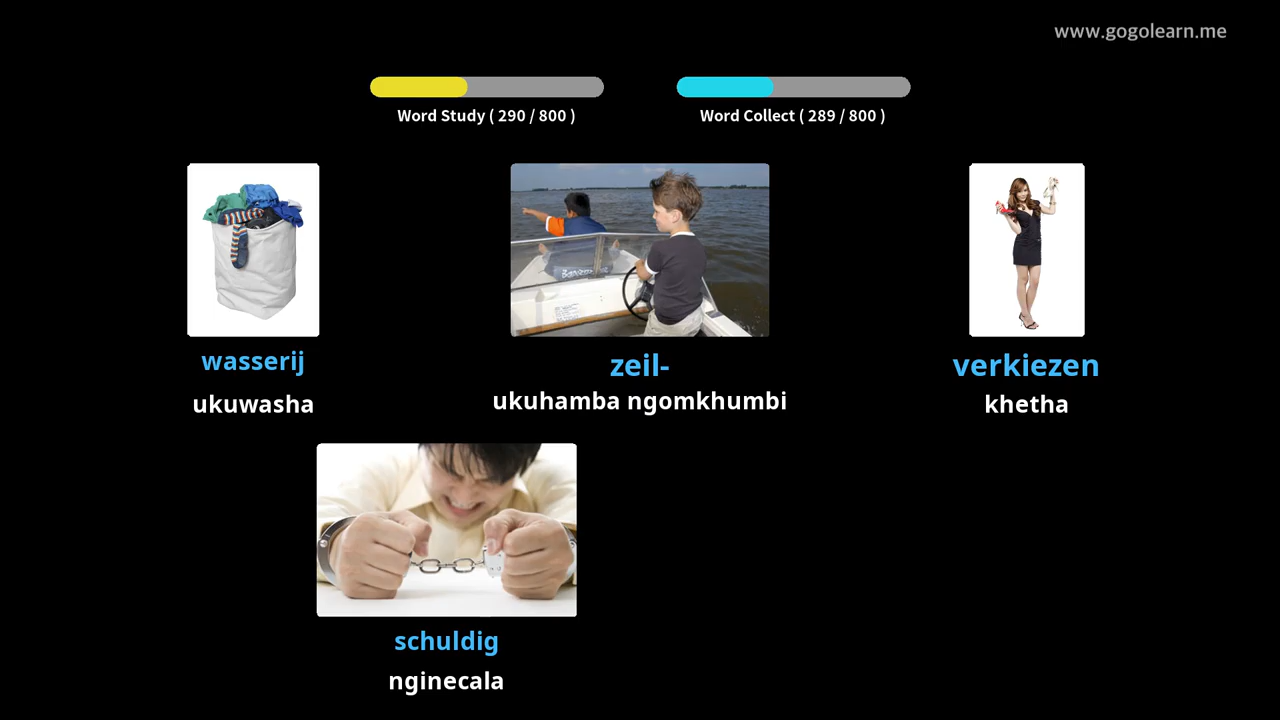 www.gogolearn.me
Word Study ( 290 / 800 )
Word Collect ( 289 / 800 )
wasserij
ukuwasha
zeil-
ukuhamba ngomkhumbi
verkiezen
khetha
schuldig
nginecala